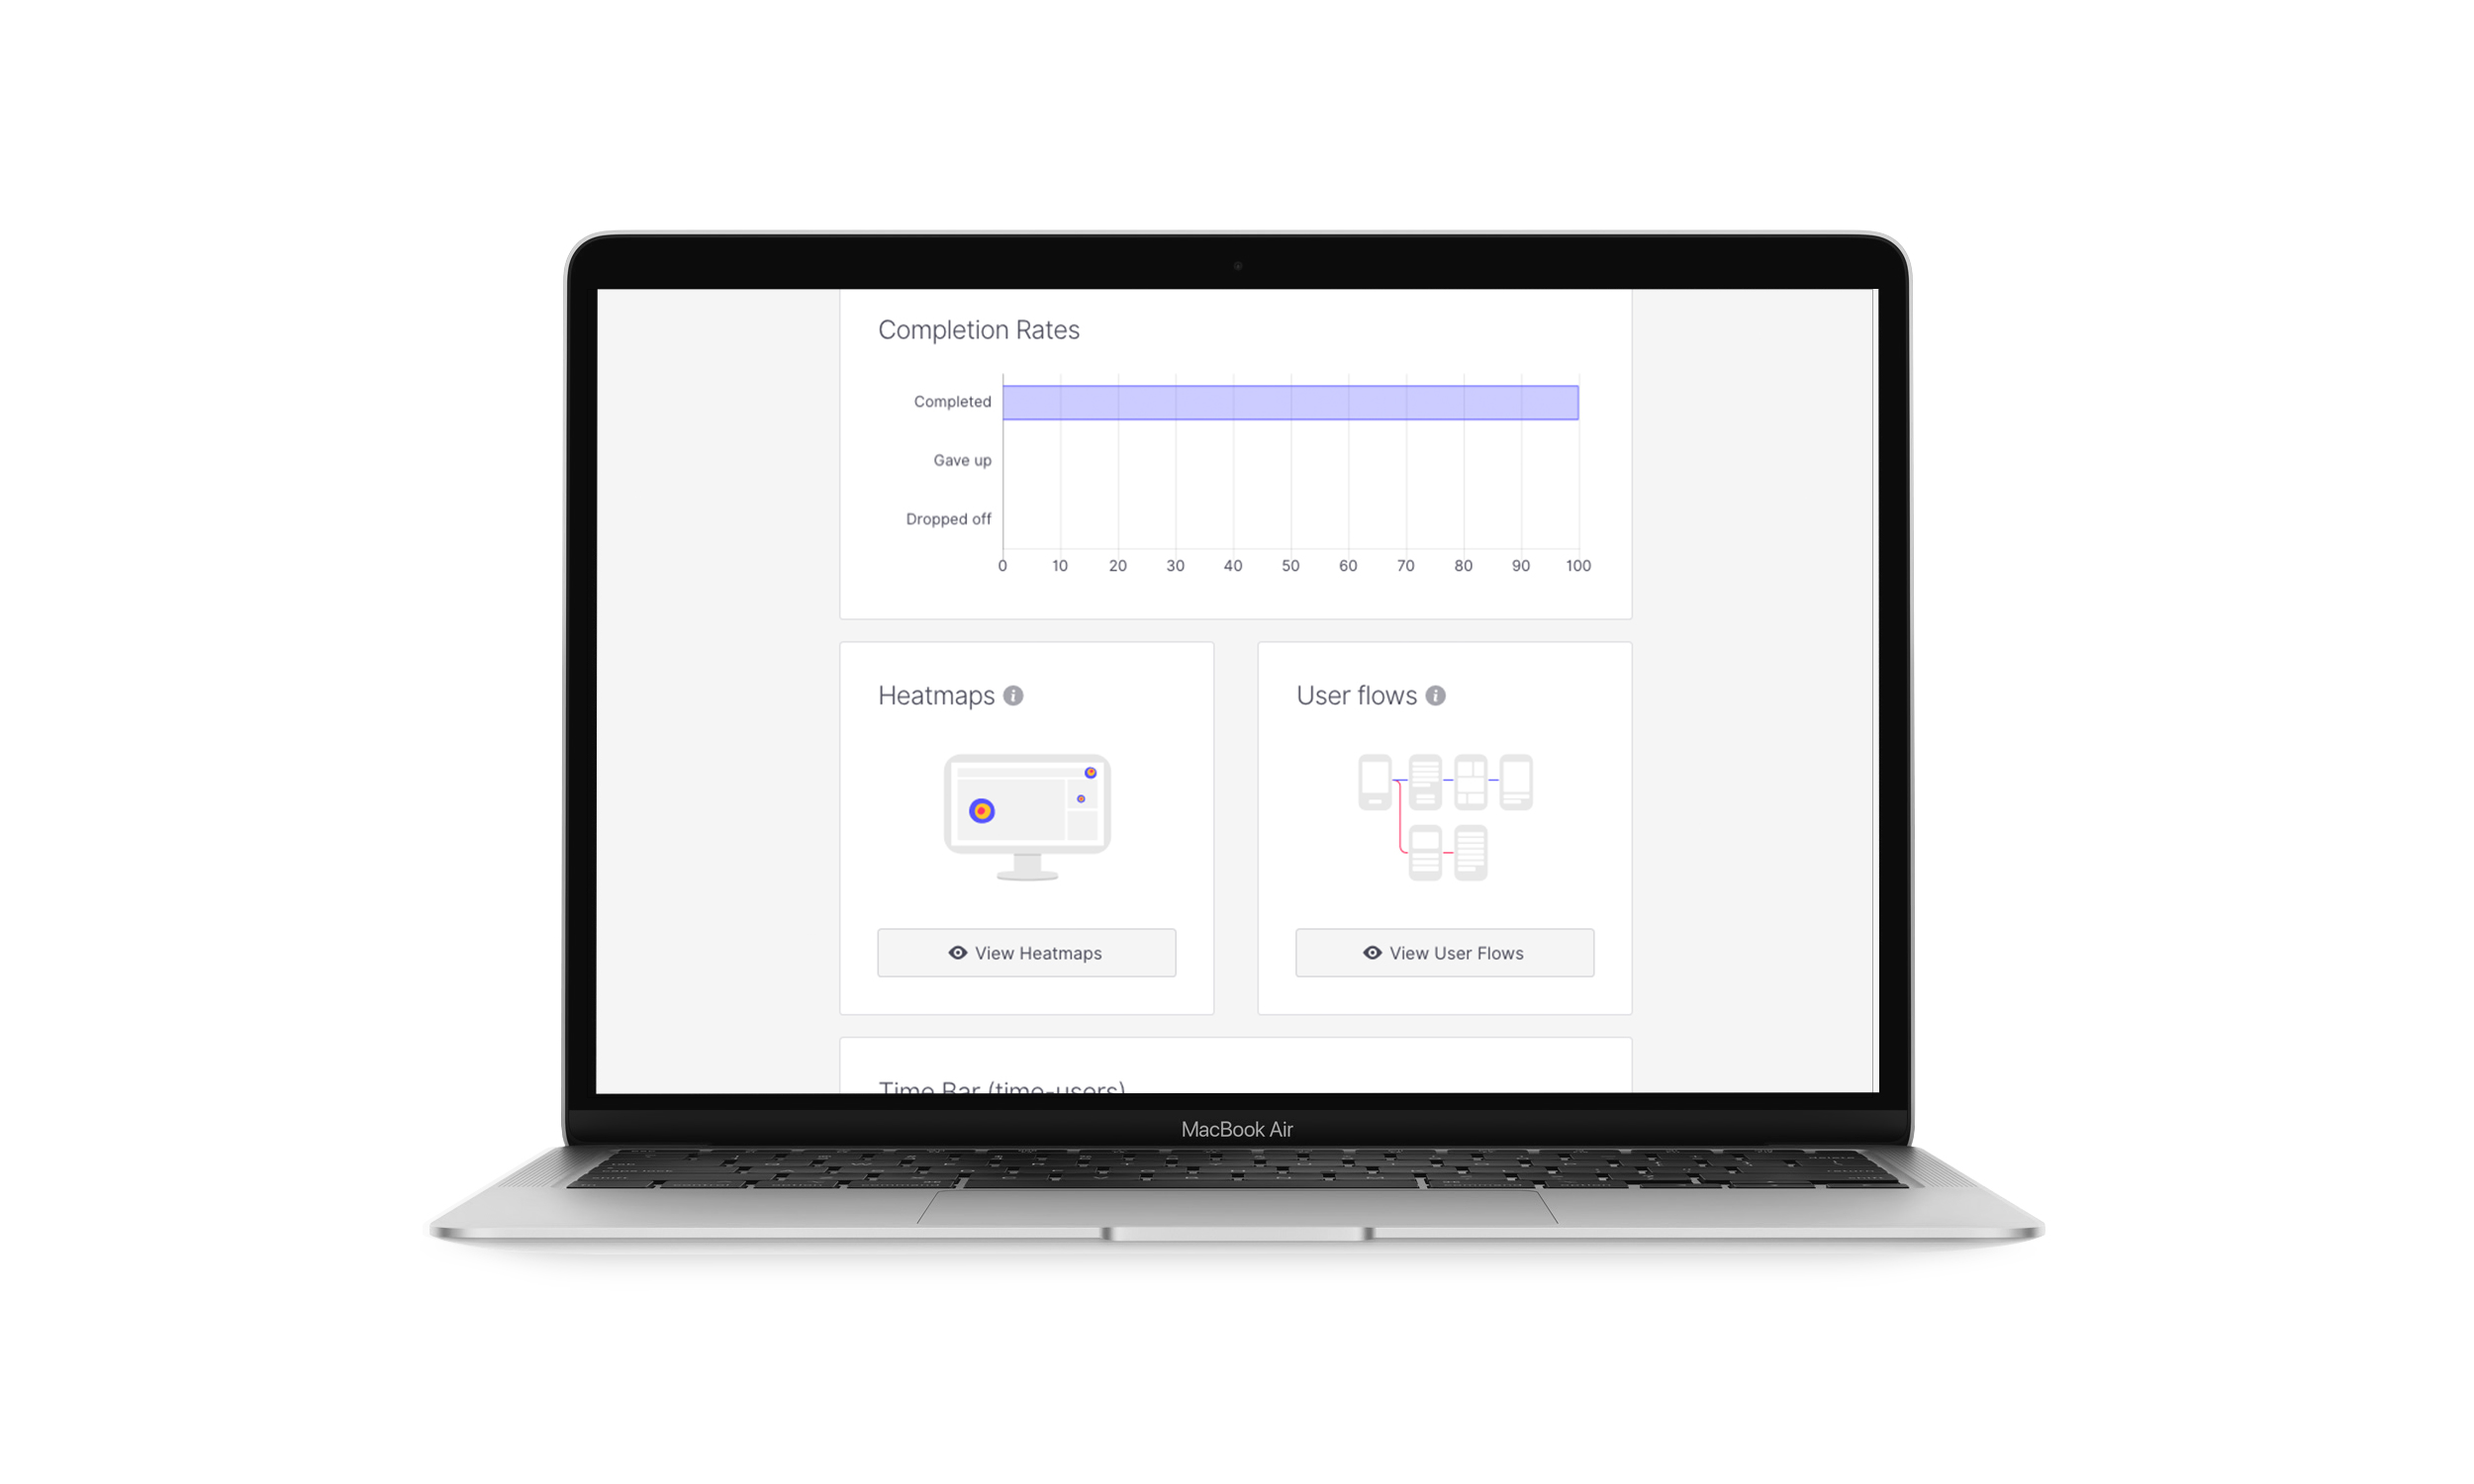 Completion Rates
Completed
Gave up
Dropped off
0 10 20 30 40 50 60 70 80 90 100
Heatmaps
User flows
View Heatmaps
View User Flows
Time Bar (time-users)
MacBook Air